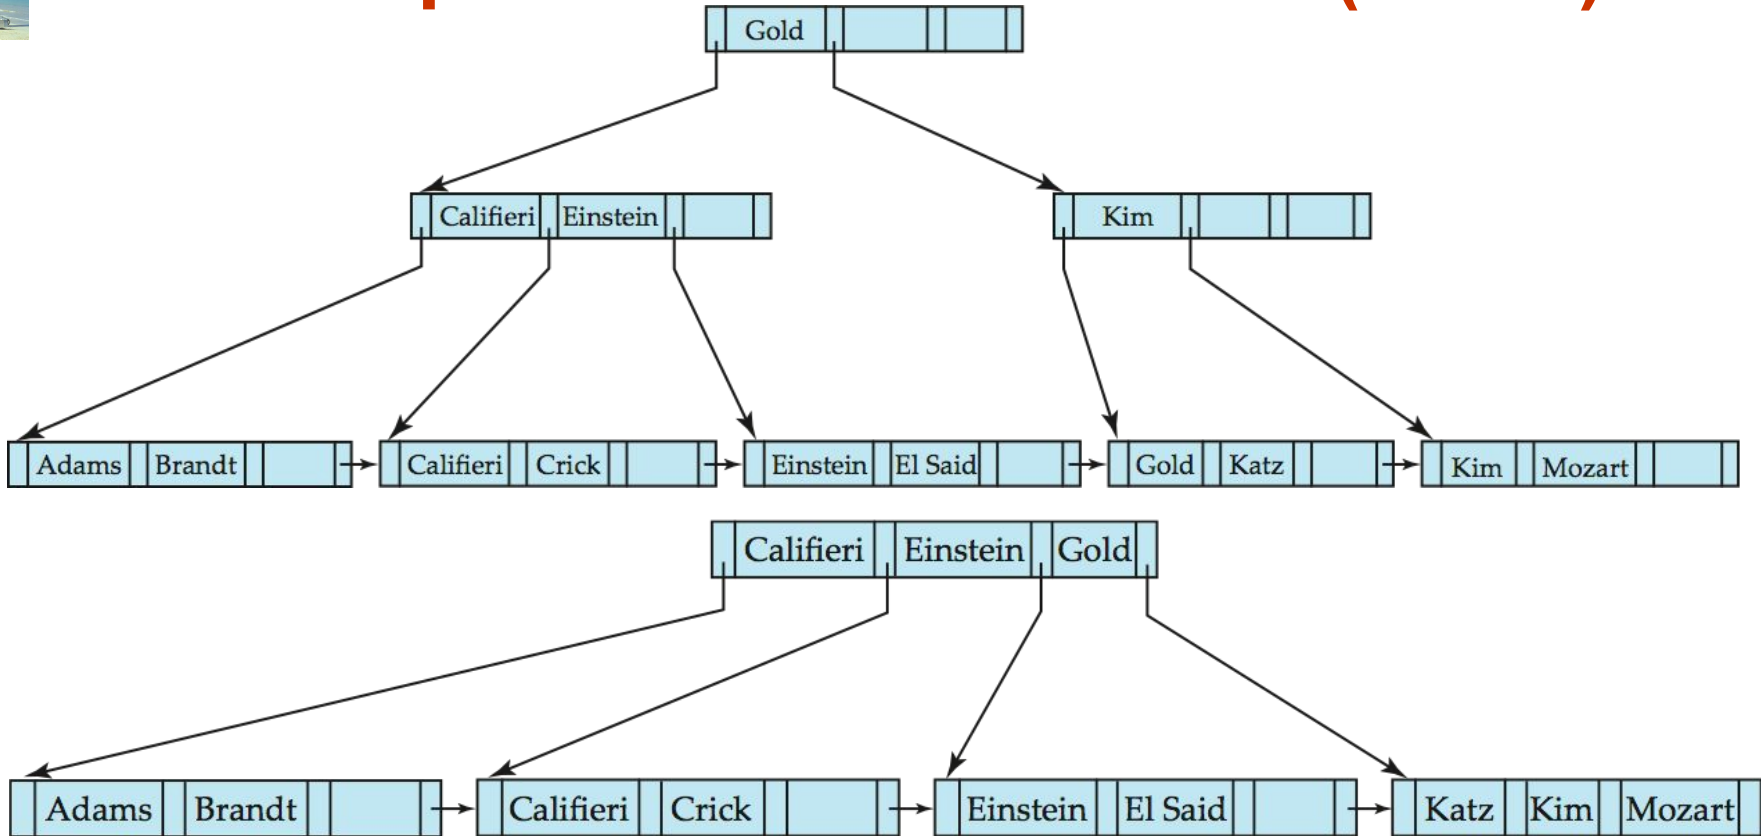 Gold
Califieri Einstein Kim
Adams Brandt Califieri Crick Einstein El Said Gold Katz Kim Mozart
Califieri Einstein Gold
Adams Brandt Califieri Crick Einstein El Said Katz Kim Mozart